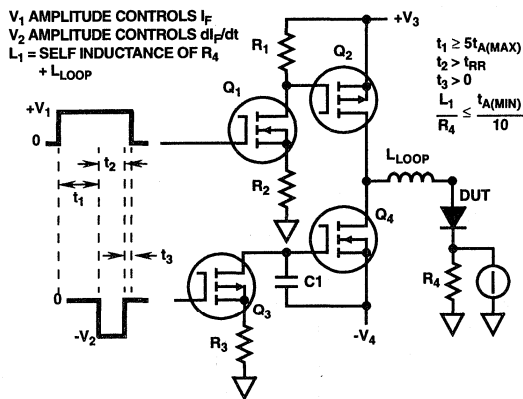 V1 AMPLITUDE CONTROLS IF
V2 AMPLITUDE CONTROLS dIF/dt
L1 = SELF INDUCTANCE OF R4
+ LLOOP
+V1
0
t2
t1
t3
0
-V2
R1
Q1
R2
Q2
+V3
t1 ≥ 5tA(MAX)
t2 > tRR
t3 > 0
L1/R4 ≤ tA(MIN)/10
LLOOP
DUT
Q4
C1
R4
Q3
R3
-V4